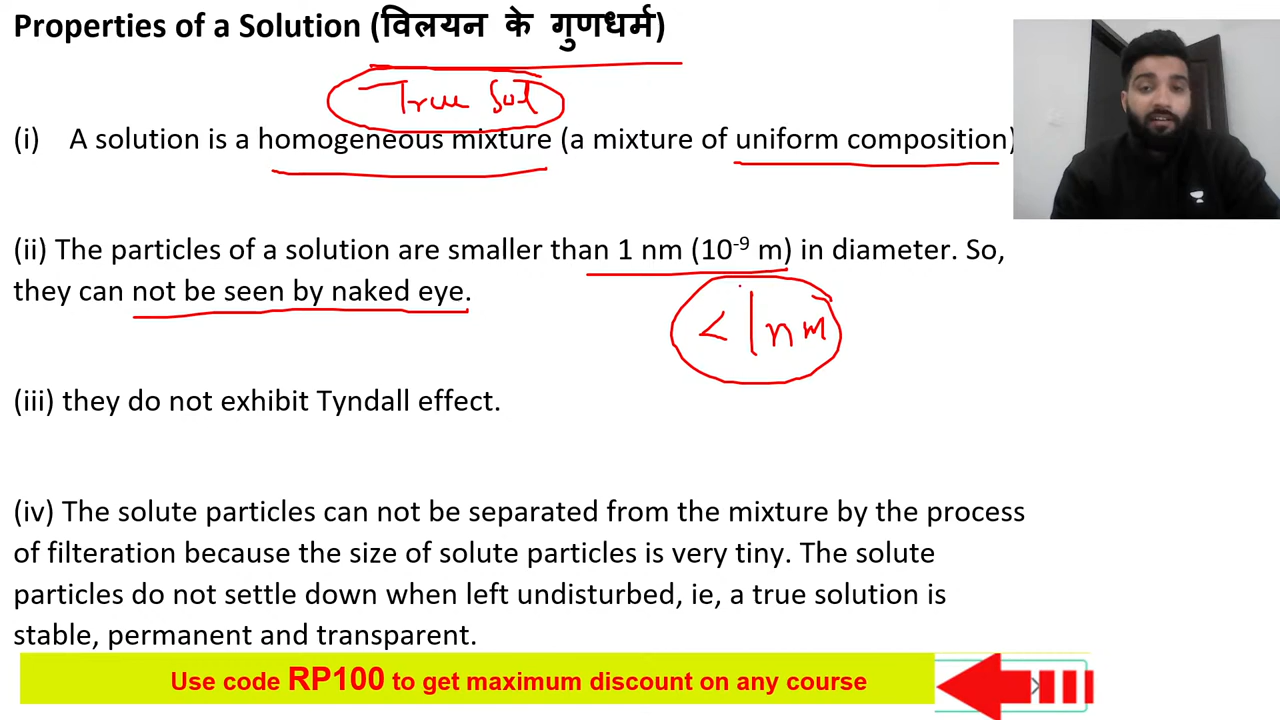 Properties of a Solution (विलयन के गुणधर्म)
True Sol
(i) A solution is a homogeneous mixture (a mixture of uniform composition)
(ii) The particles of a solution are smaller than 1 nm (10⁻⁹ m) in diameter. So,
they can not be seen by naked eye.
< 1 nm
(iii) they do not exhibit Tyndall effect.
(iv) The solute particles can not be separated from the mixture by the process
of filteration because the size of solute particles is very tiny. The solute
particles do not settle down when left undisturbed, ie, a true solution is
stable, permanent and transparent.
Use code RP100 to get maximum discount on any course